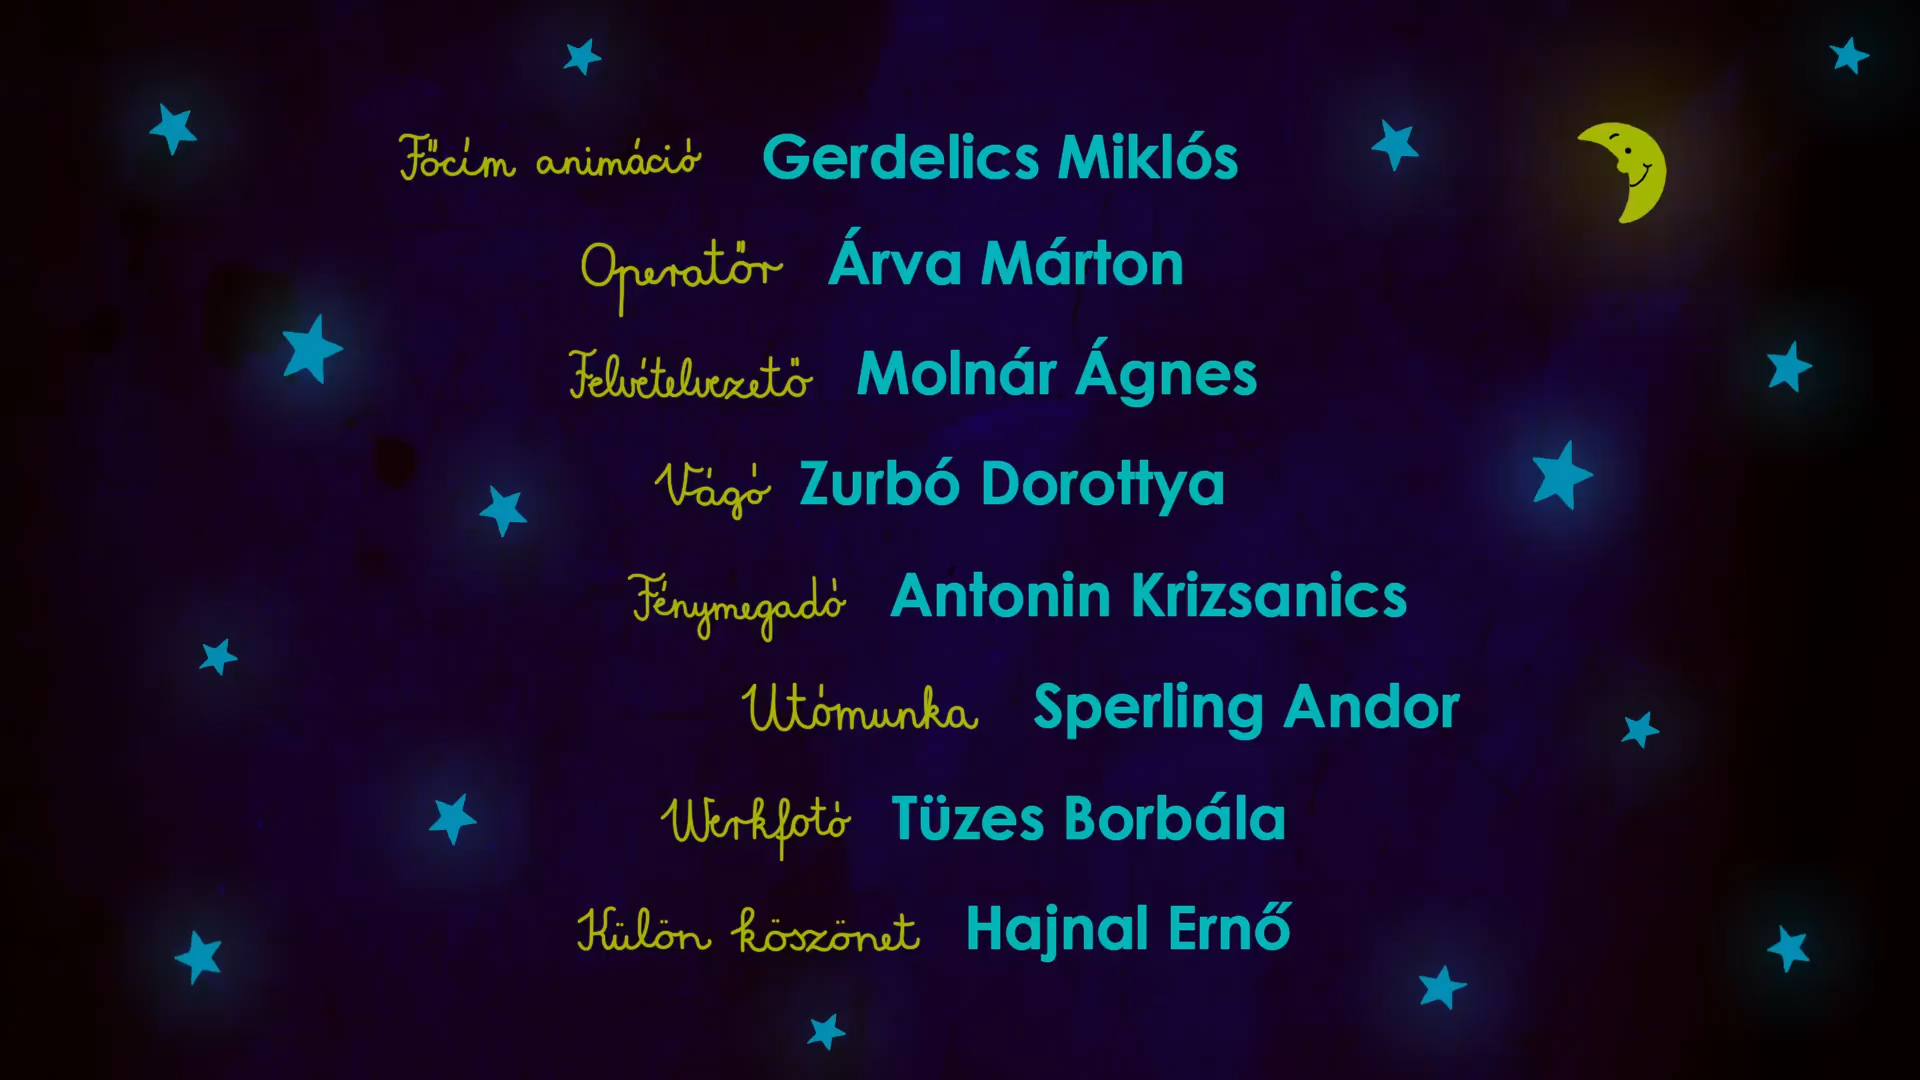 Főcím animáció Gerdelics Miklós
Operatőr Árva Márton
Felvételvezető Molnár Ágnes
Vágó Zurbó Dorottya
Fénymegadó Antonin Krizsanics
Utómunka Sperling Andor
Werkfotó Tüzes Borbála
Külön köszönet Hajnal Ernő